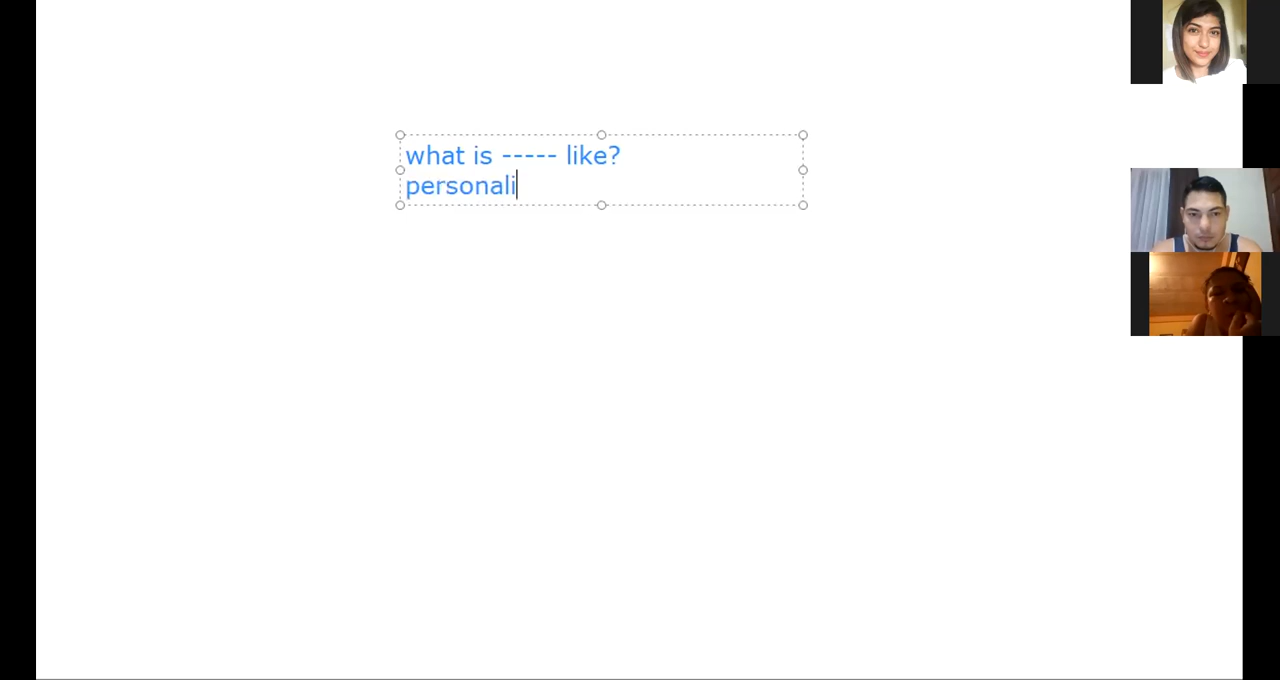 what is ----- like?
personali